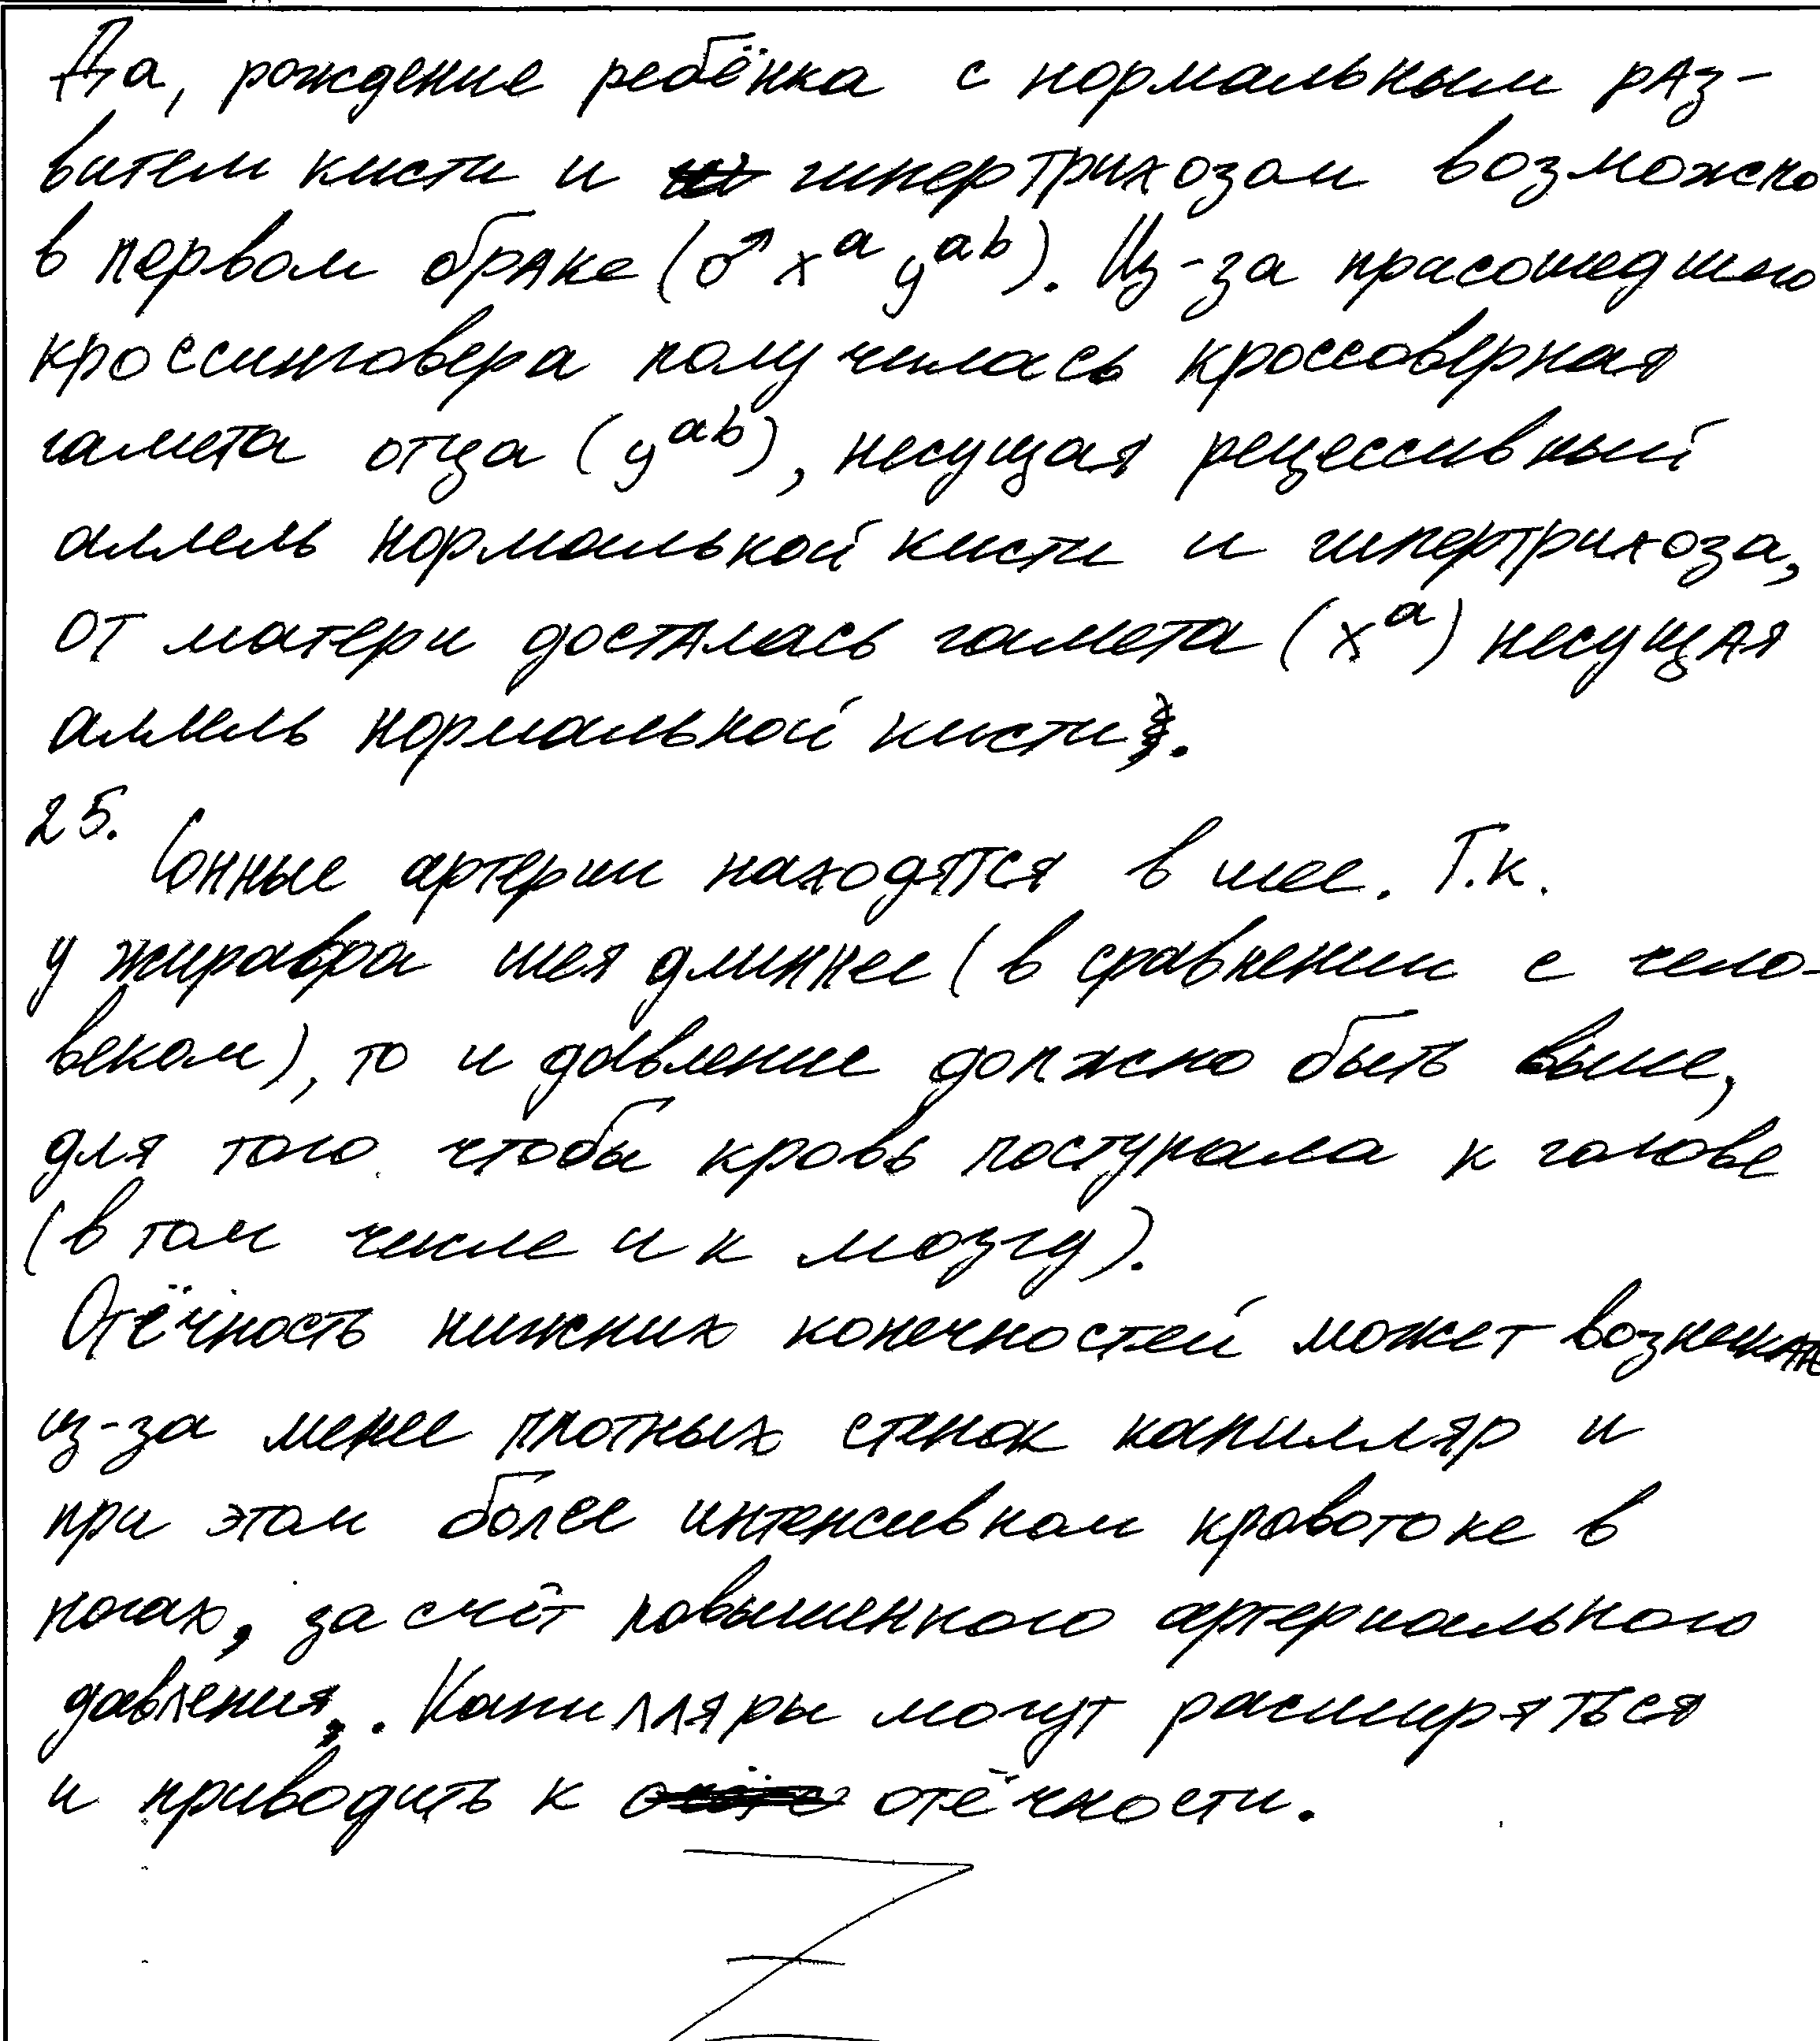 Да, рождение ребёнка с нормальным раз-
витем кисти и гипертрихозом возможно
в первом браке (♂ x^a y^ab). Из-за прасошедшего
кроссинговера получилась кроссоверная
гамета отца (y^ab), несущая рецессивный
аллель нормальной кисти и гипертрихоза,
от матери досталась гамета (x^a) несущая
аллель нормальной кисти.
25.
Сонные артерии находятся в шее. Т.к.
у жирафа шея длиннее (в сравнении с чело-
веком), то и давление должно быть выше,
для того чтобы кровь поступала к голове
(в том числе и к мозгу).
Отёчность нижних конечностей может возникать
из-за менее плотных стенок капилляр и
при этом более интенсивном кровотоке в
ногах, за счёт повышенного артериального
давления. Капилляры могут расширяться
и приводить к отёчности.